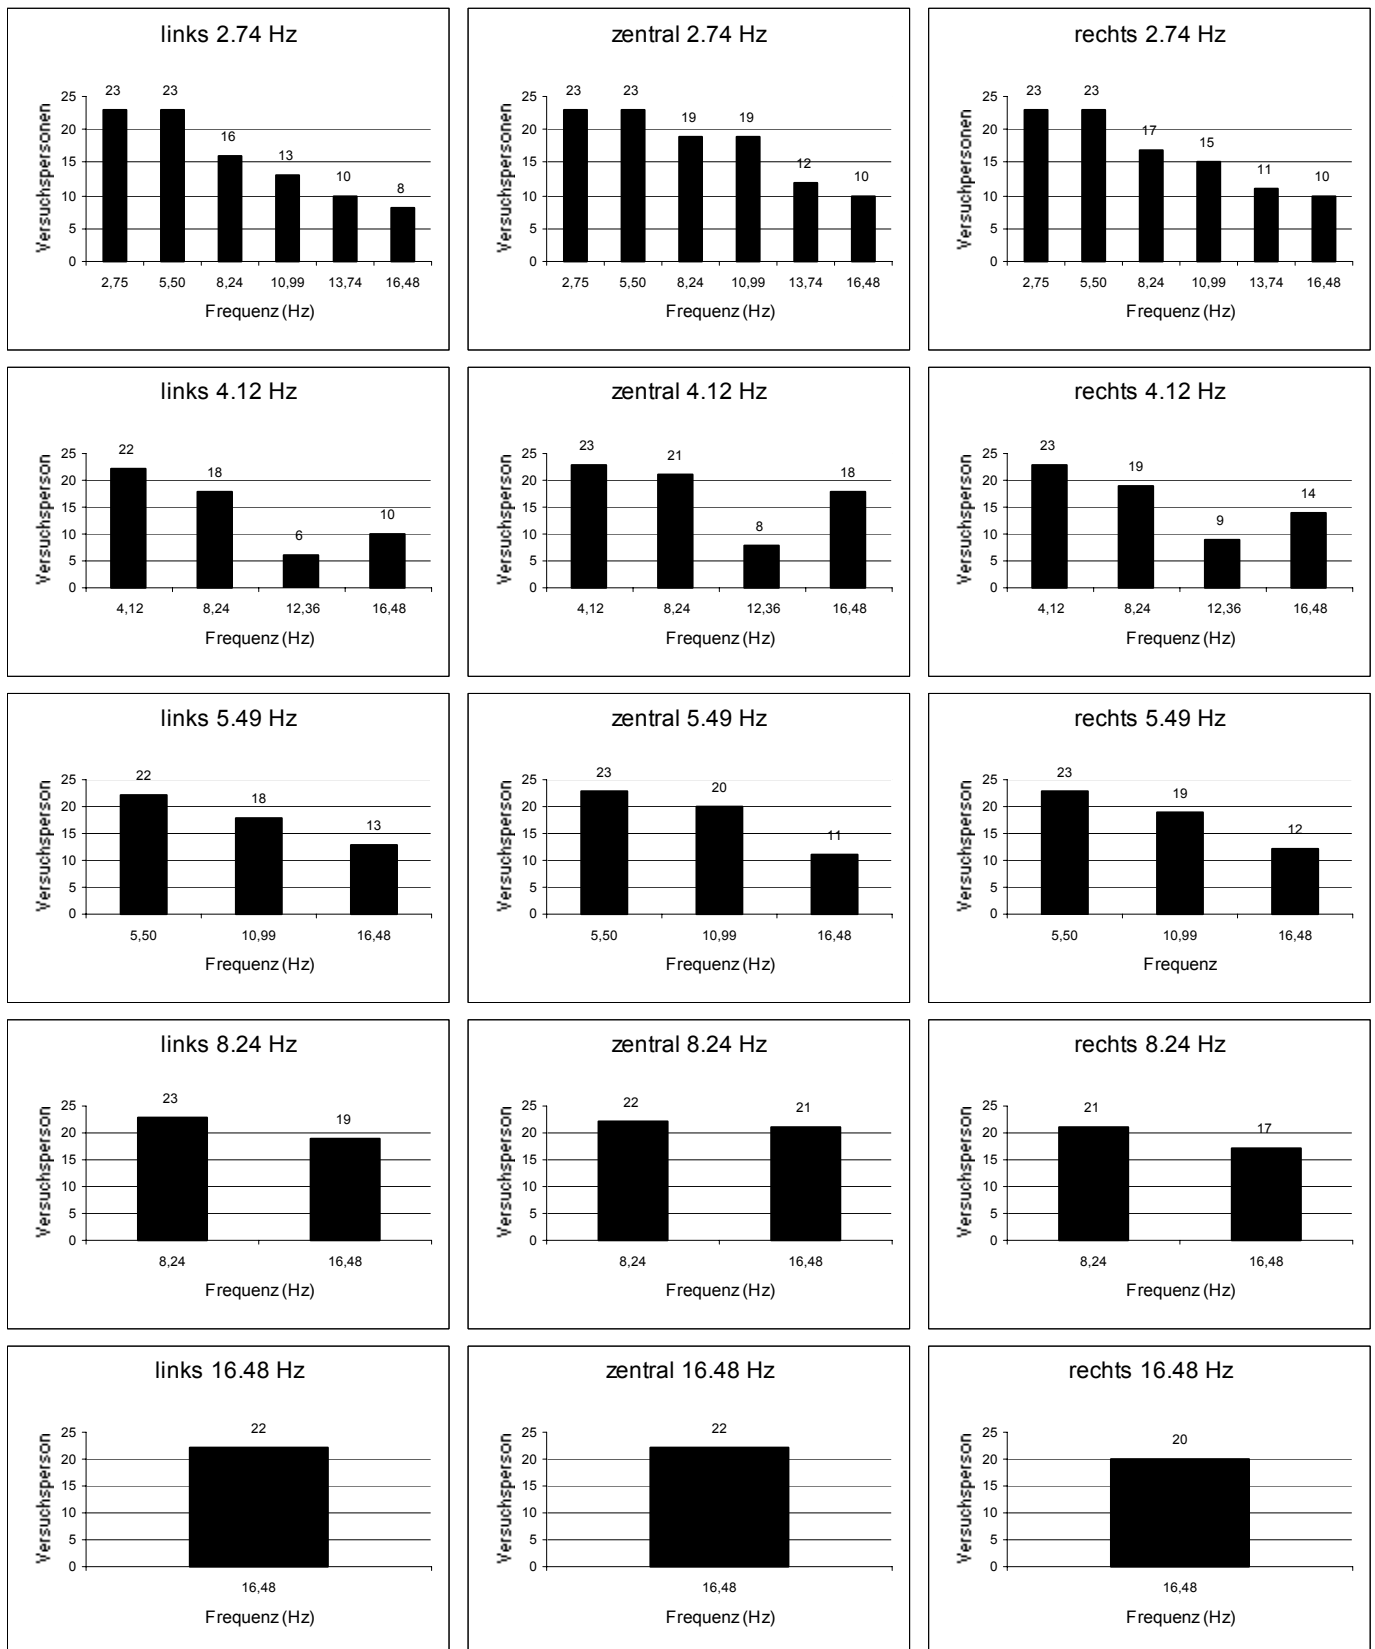 links 2.74 Hz
Versuchspersonen
25
20
15
10
5
0
23 23 16 13 10 8
2,75 5,50 8,24 10,99 13,74 16,48
Frequenz (Hz)
zentral 2.74 Hz
Versuchspersonen
25
20
15
10
5
0
23 23 19 19 12 10
2,75 5,50 8,24 10,99 13,74 16,48
Frequenz (Hz)
rechts 2.74 Hz
Versuchpersonen
25
20
15
10
5
0
23 23 17 15 11 10
2,75 5,50 8,24 10,99 13,74 16,48
Frequenz (Hz)
links 4.12 Hz
Versuchsperson
25
20
15
10
5
0
22 18 6 10
4,12 8,24 12,36 16,48
Frequenz (Hz)
zentral 4.12 Hz
Versuchsperson
25
20
15
10
5
0
23 21 8 18
4,12 8,24 12,36 16,48
Frequenz (Hz)
rechts 4.12 Hz
Versuchsperson
25
20
15
10
5
0
23 19 9 14
4,12 8,24 12,36 16,48
Frequenz (Hz)
links 5.49 Hz
Versuchsperson
25
20
15
10
5
0
22 18 13
5,50 10,99 16,48
Frequenz (Hz)
zentral 5.49 Hz
Versuchsperson
25
20
15
10
5
0
23 20 11
5,50 10,99 16,48
Frequenz (Hz)
rechts 5.49 Hz
Versuchsperson
25
20
15
10
5
0
23 19 12
5,50 10,99 16,48
Frequenz
links 8.24 Hz
Versuchsperson
25
20
15
10
5
0
23 19
8,24 16,48
Frequenz (Hz)
zentral 8.24 Hz
Versuchsperson
25
20
15
10
5
0
22 21
8,24 16,48
Frequenz (Hz)
rechts 8.24 Hz
Versuchsperson
25
20
15
10
5
0
21 17
8,24 16,48
Frequenz (Hz)
links 16.48 Hz
Versuchsperson
25
20
15
10
5
0
22
16,48
Frequenz (Hz)
zentral 16.48 Hz
Versuchsperson
25
20
15
10
5
0
22
16,48
Frequenz (Hz)
rechts 16.48 Hz
Versuchsperson
25
20
15
10
5
0
20
16,48
Frequenz (Hz)